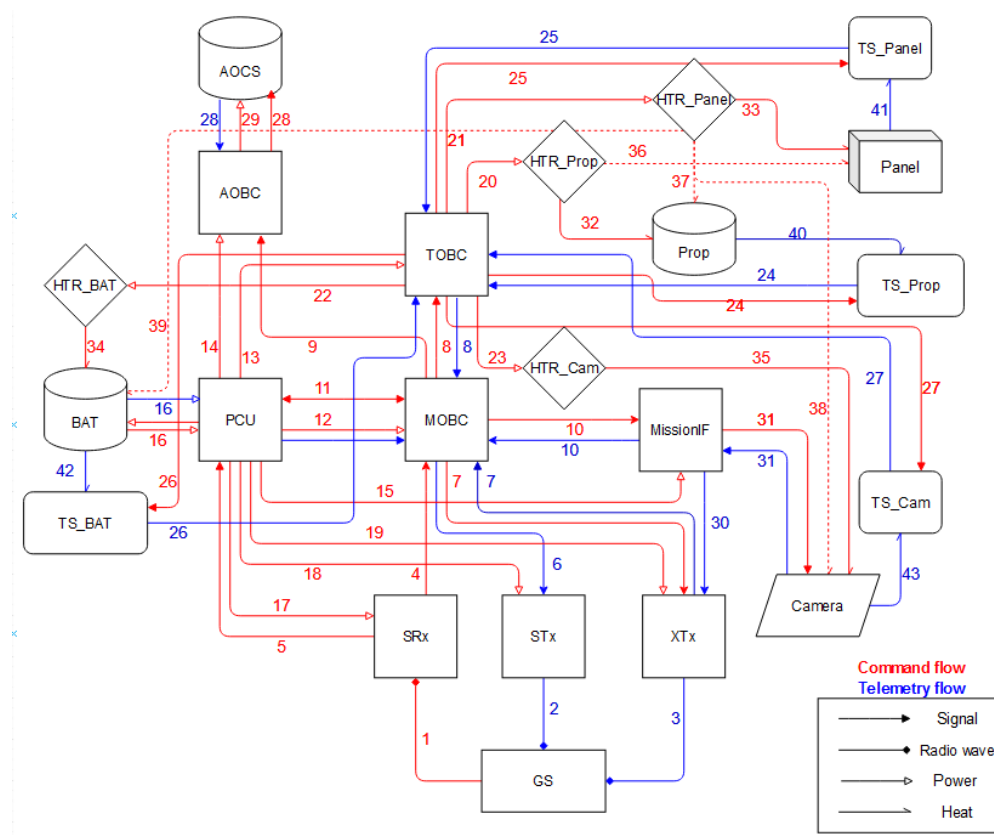 25
TS_Panel
AOCS
25
HTR_Panel
33
41
28
29
28
21
HTR_Prop
36
Panel
20
37
AOBC
32
40
TOBC
Prop
24
TS_Prop
HTR_BAT
22
24
39
34
14
13
9
8
8
23
HTR_Cam
35
27
27
11
38
16
BAT
PCU
12
MOBC
10
MissionIF
31
16
10
31
42
26
15
7
7
TS_Cam
TS_BAT
26
19
30
18
4
6
43
17
Camera
SRx
STx
XTx
5
Command flow
Telemetry flow
2
3
Signal
1
Radio wave
GS
Power
Heat